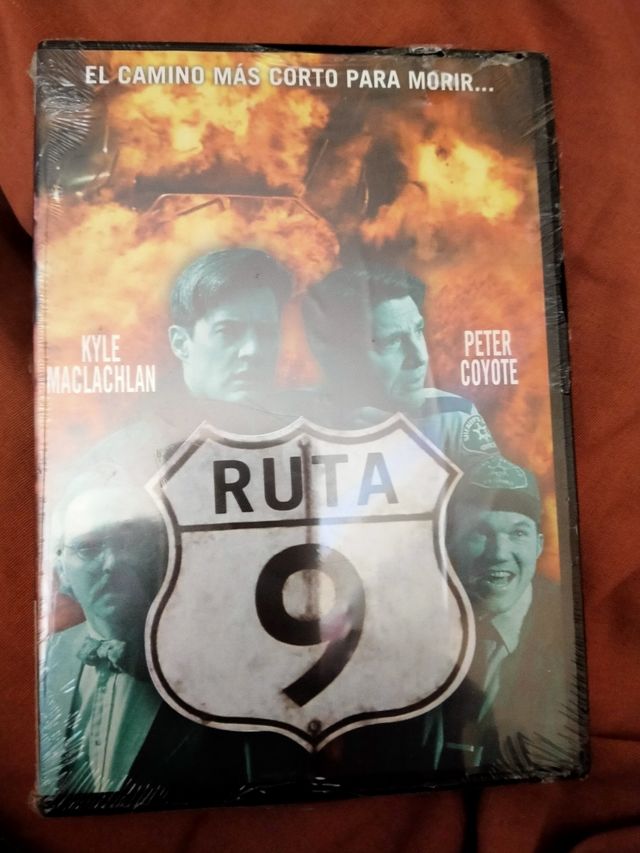 EL CAMINO MÁS CORTO PARA MORIR...
KYLE
MACLACHLAN
PETER
COYOTE
RUTA
9